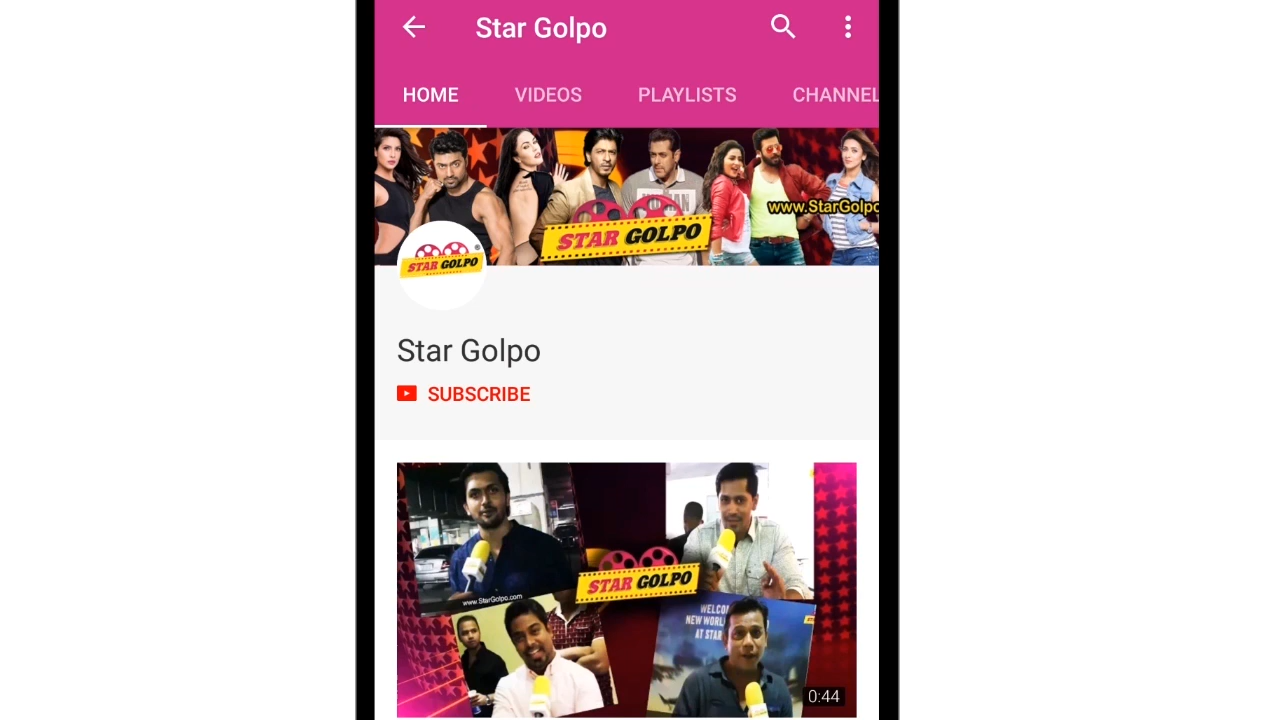 Star Golpo
HOME VIDEOS PLAYLISTS CHANNEL
www.StarGolpo
STAR GOLPO
STAR GOLPO
Star Golpo
SUBSCRIBE
STAR GOLPO
www.StarGolpo.com
WELCO
NEW WORL
AT STAR
0:44